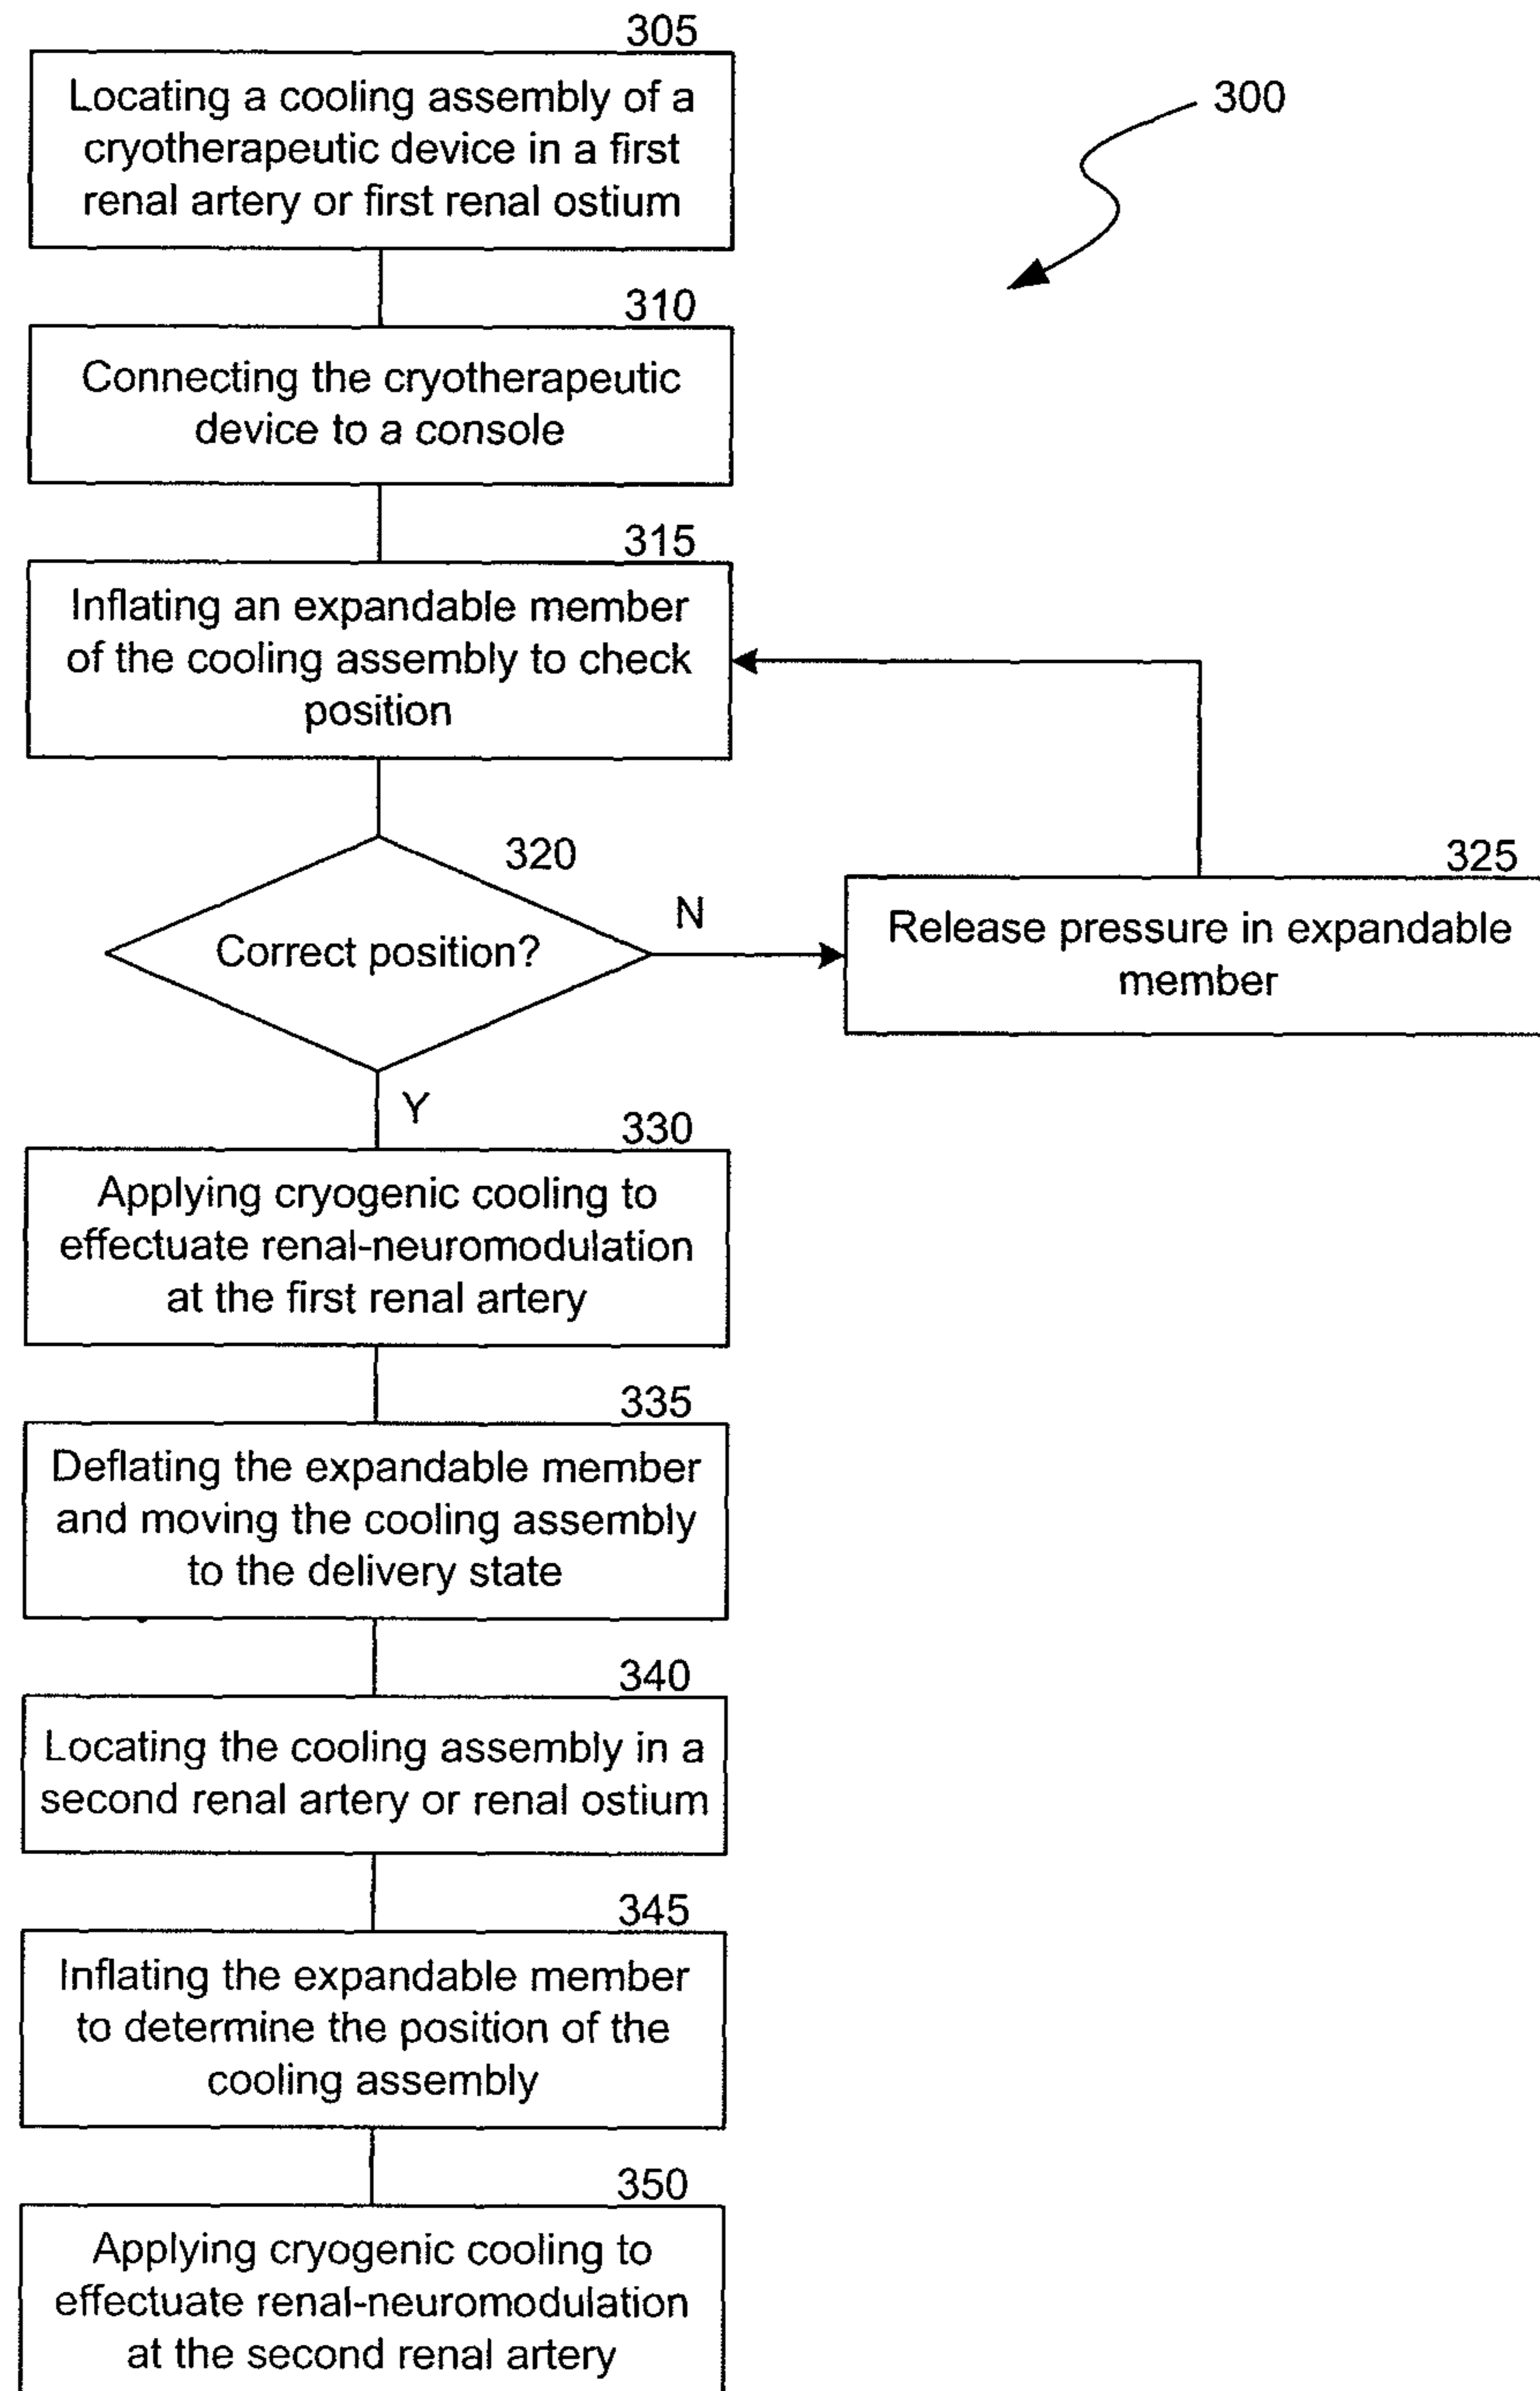 305
Locating a cooling assembly of a
cryotherapeutic device in a first
renal artery or first renal ostium
300
310
Connecting the cryotherapeutic
device to a console
315
Inflating an expandable member
of the cooling assembly to check
position
320
Correct position?
N
325
Release pressure in expandable
member
Y
330
Applying cryogenic cooling to
effectuate renal-neuromodulation
at the first renal artery
335
Deflating the expandable member
and moving the cooling assembly
to the delivery state
340
Locating the cooling assembly in a
second renal artery or renal ostium
345
Inflating the expandable member
to determine the position of the
cooling assembly
350
Applying cryogenic cooling to
effectuate renal-neuromodulation
at the second renal artery